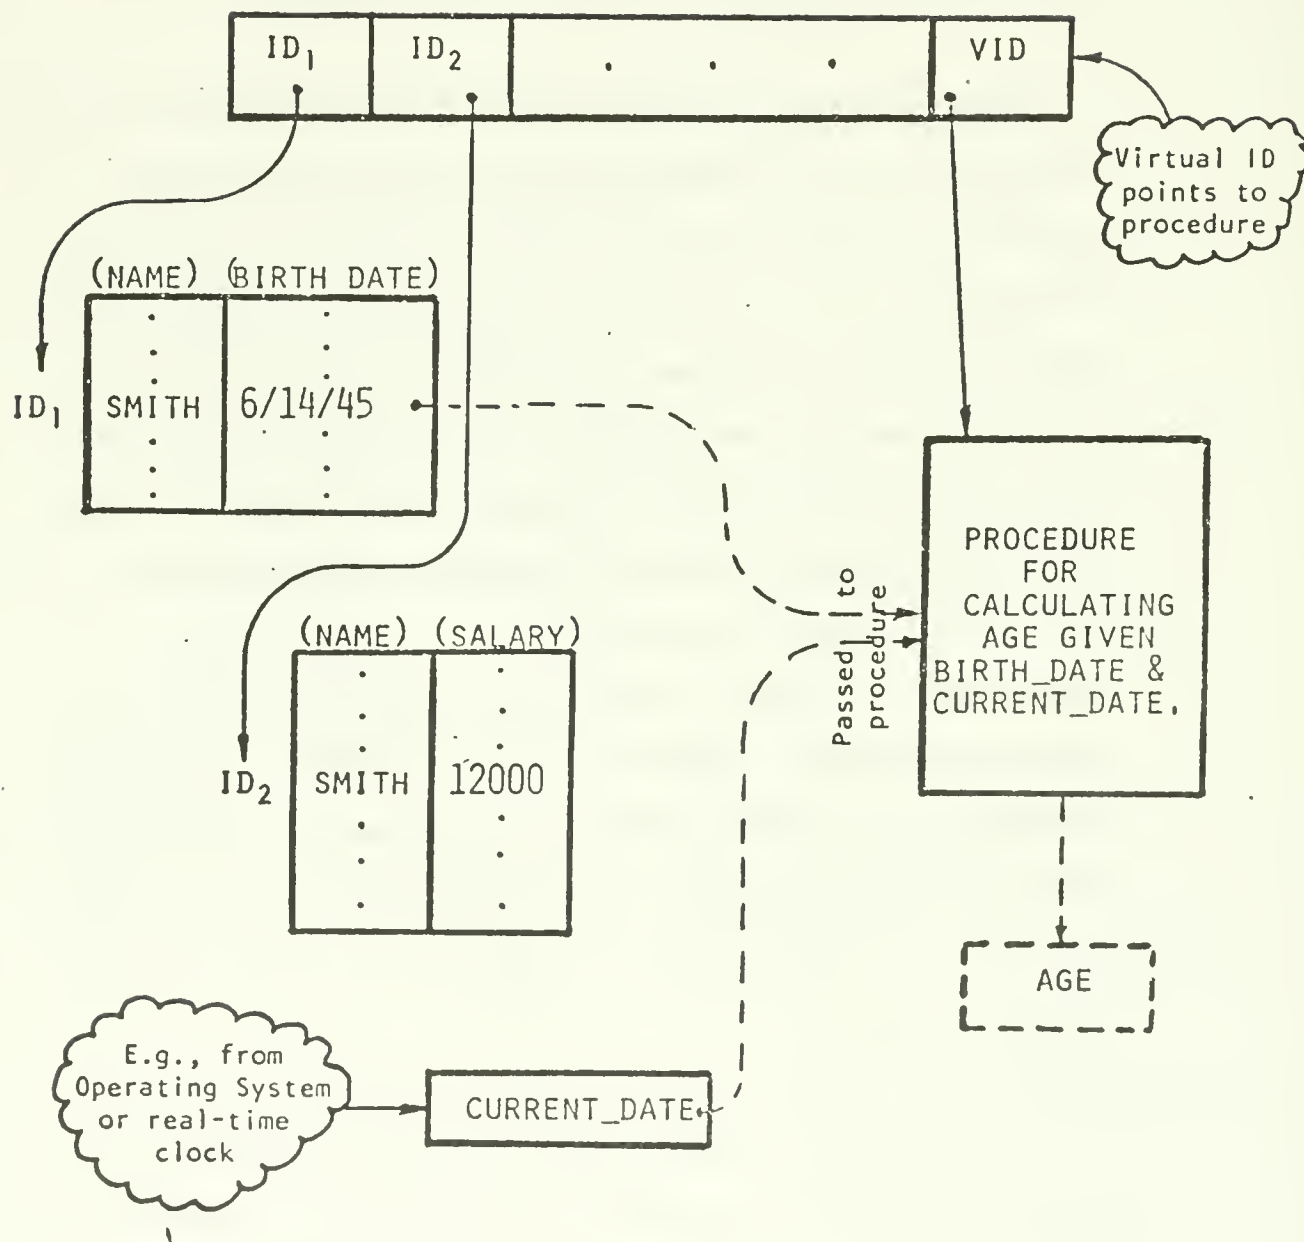 ID₁ ID₂ . . . VID
Virtual ID
points to
procedure
(NAME) (BIRTH DATE)
ID₁ SMITH 6/14/45
(NAME) (SALARY)
ID₂ SMITH 12000
Passed to
procedure
PROCEDURE
FOR
CALCULATING
AGE GIVEN
BIRTH_DATE &
CURRENT_DATE.
AGE
E.g., from
Operating System
or real-time
clock
CURRENT_DATE